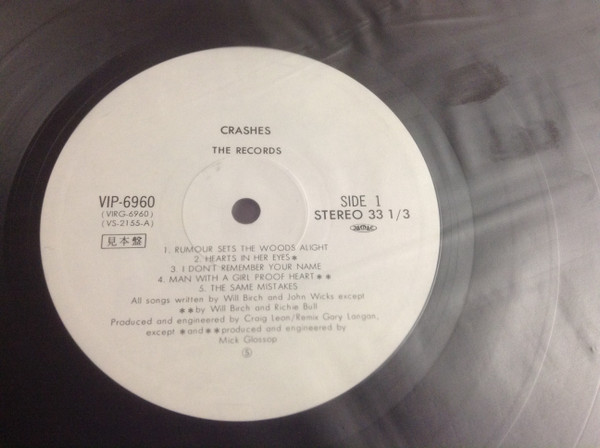 CRASHES
THE RECORDS
VIP-6960
(VIRG-6960)
(VS-2155-A)
見本盤
SIDE 1
STEREO 33 1/3
1. RUMOUR SETS THE WOODS ALIGHT
2. HEARTS IN HER EYES*
3. I DON'T REMEMBER YOUR NAME
4. MAN WITH A GIRL PROOF HEART**
5. THE SAME MISTAKES
All songs written by Will Birch and John Wicks except
**by Will Birch and Richie Bull
Produced and engineered by Craig Leon/Remix Gary Langan,
except *and**produced and engineered by
Mick Glossop
Ⓢ